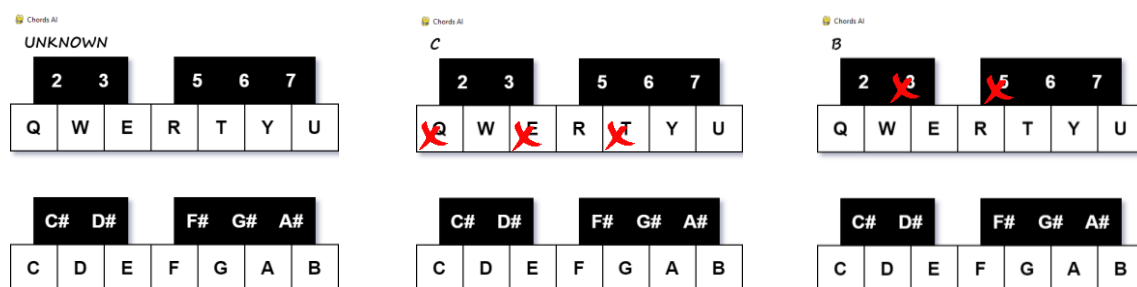 Chords AI
UNKNOWN
2 3 5 6 7
Q W E R T Y U
C# D# F# G# A#
C D E F G A B
Chords AI
C
2 3 5 6 7
Q W E R T Y U
C# D# F# G# A#
C D E F G A B
Chords AI
B
2 3 5 6 7
Q W E R T Y U
C# D# F# G# A#
C D E F G A B